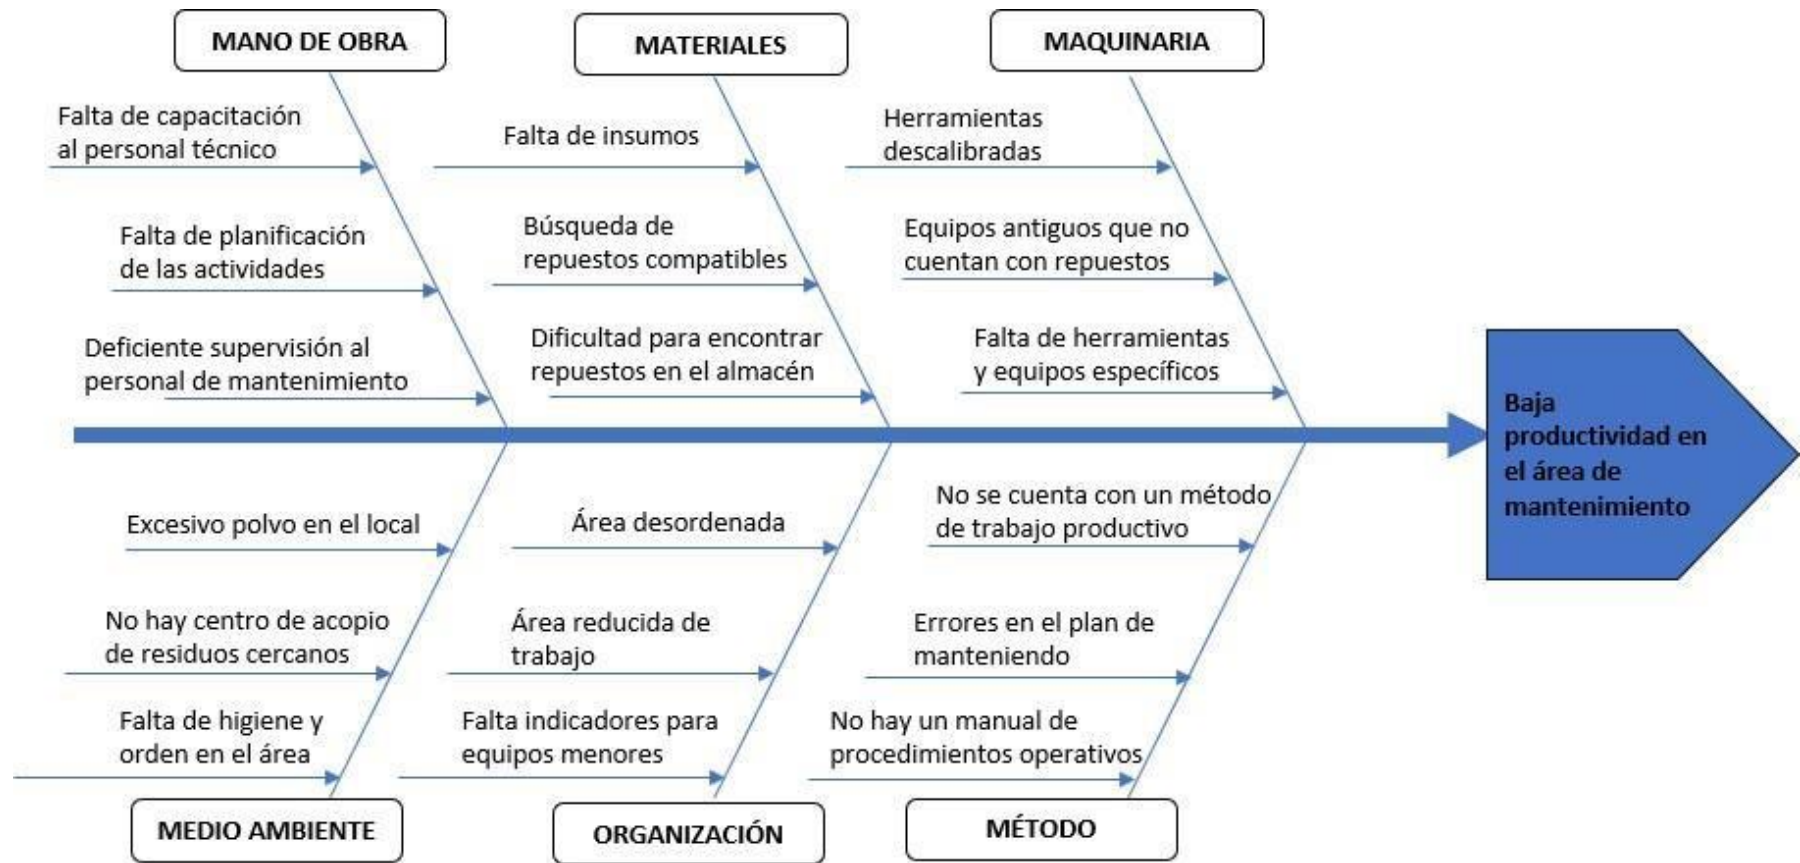 MANO DE OBRA
MATERIALES
MAQUINARIA
Falta de capacitación
al personal técnico
Falta de planificación
de las actividades
Deficiente supervisión al
personal de mantenimiento
Falta de insumos
Búsqueda de
repuestos compatibles
Dificultad para encontrar
repuestos en el almacén
Herramientas
descalibradas
Equipos antiguos que no
cuentan con repuestos
Falta de herramientas
y equipos específicos
Baja
productividad en
el área de
mantenimiento
Excesivo polvo en el local
No hay centro de acopio
de residuos cercanos
Falta de higiene y
orden en el área
Área desordenada
Área reducida de
trabajo
Falta indicadores para
equipos menores
No se cuenta con un método
de trabajo productivo
Errores en el plan de
manteniendo
No hay un manual de
procedimientos operativos
MEDIO AMBIENTE
ORGANIZACIÓN
MÉTODO